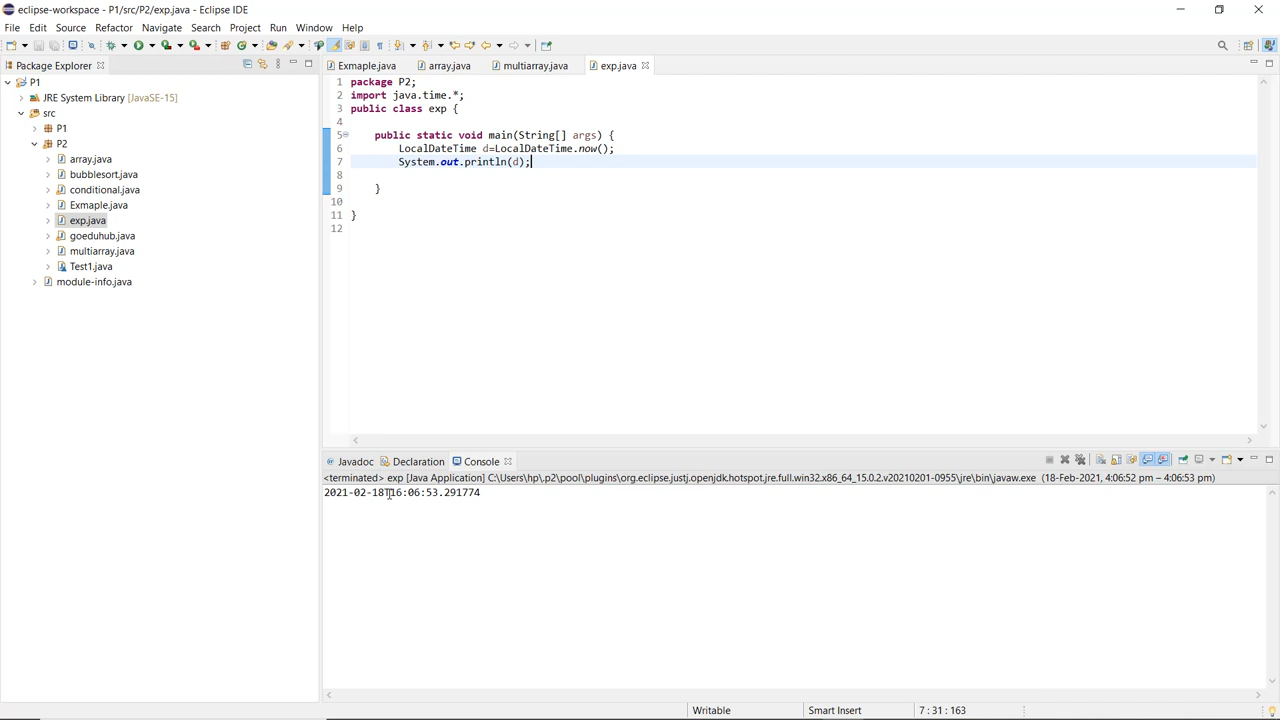 eclipse-workspace - P1/src/P2/exp.java - Eclipse IDE
File Edit Source Refactor Navigate Search Project Run Window Help
Package Explorer
Exmaple.java array.java multiarray.java exp.java
P1
JRE System Library [JavaSE-15]
src
P1
P2
array.java
bubblesort.java
conditional.java
Exmaple.java
exp.java
goeduhub.java
multiarray.java
Test1.java
module-info.java
1 package P2;
2 import java.time.*;
3 public class exp {
4
5 public static void main(String[] args) {
6 LocalDateTime d=LocalDateTime.now();
7 System.out.println(d);
8
9 }
10
11 }
12
Javadoc Declaration Console
<terminated> exp [Java Application] C:\Users\hp\.p2\pool\plugins\org.eclipse.justj.openjdk.hotspot.jre.full.win32.x86_64_15.0.2.v20210201-0955\jre\bin\javaw.exe (18-Feb-2021, 4:06:52 pm – 4:06:53 pm)
2021-02-18T16:06:53.291774
Writable Smart Insert 7 : 31 : 163